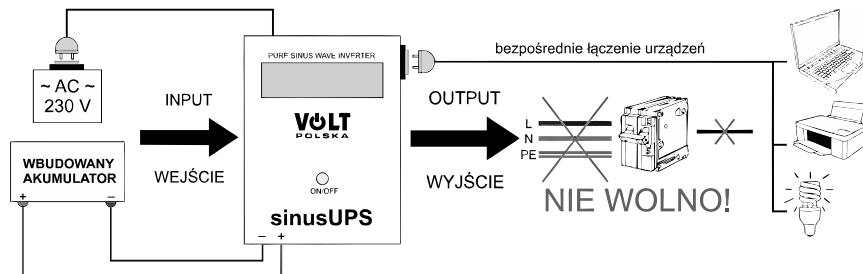 ~ AC ~
230 V
WBUDOWANY
AKUMULATOR
+ –
INPUT
WEJŚCIE
PURE SINUS WAVE INVERTER
VOLT
POLSKA
ON/OFF
sinusUPS
– +
OUTPUT
WYJŚCIE
bezpośrednie łączenie urządzeń
L
N
PE
NIE WOLNO!